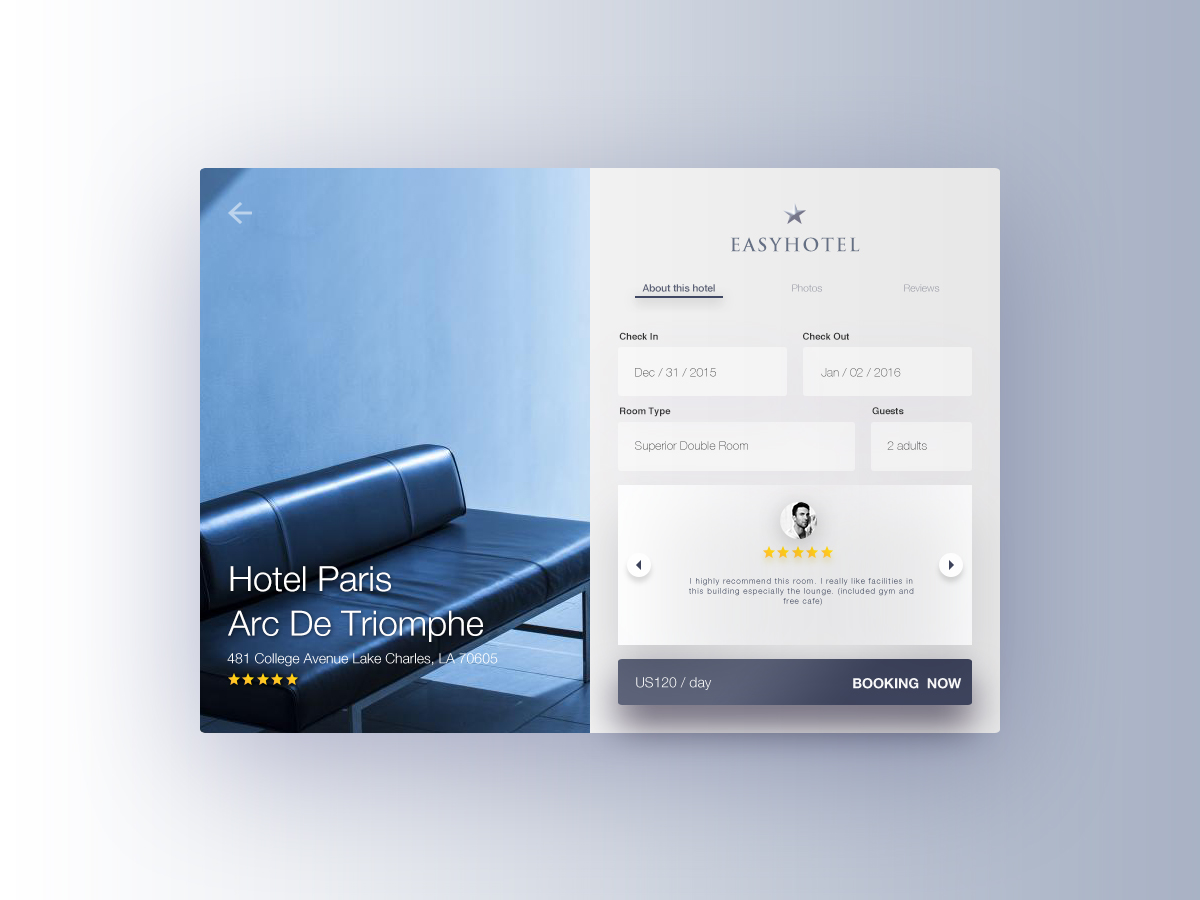 Hotel Paris
Arc De Triomphe
481 College Avenue Lake Charles, LA 70605
EASYHOTEL
About this hotel Photos Reviews
Check In Check Out
Dec / 31 / 2015 Jan / 02 / 2016
Room Type Guests
Superior Double Room 2 adults
I highly recommend this room. I really like facilities in
this building especially the lounge. (included gym and
free cafe)
US120 / day BOOKING NOW